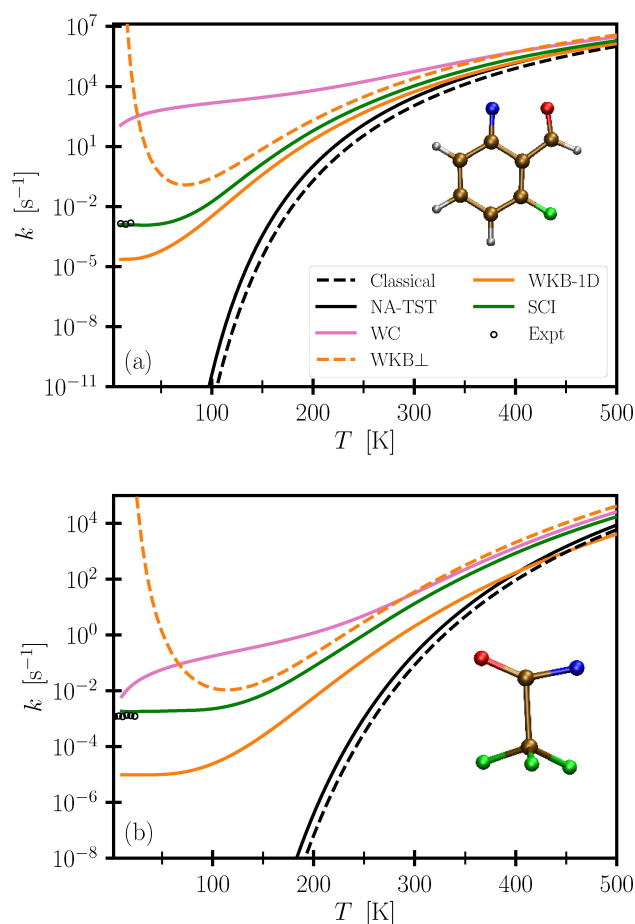 10^7
10^4
10^1
10^{-2}
10^{-5}
10^{-8}
10^{-11}
k [s^{-1}]
Classical
NA-TST
WC
WKB⊥
WKB-1D
SCI
Expt
(a)
100 200 300 400 500
T [K]
10^4
10^2
10^0
10^{-2}
10^{-4}
10^{-6}
10^{-8}
k [s^{-1}]
(b)
100 200 300 400 500
T [K]